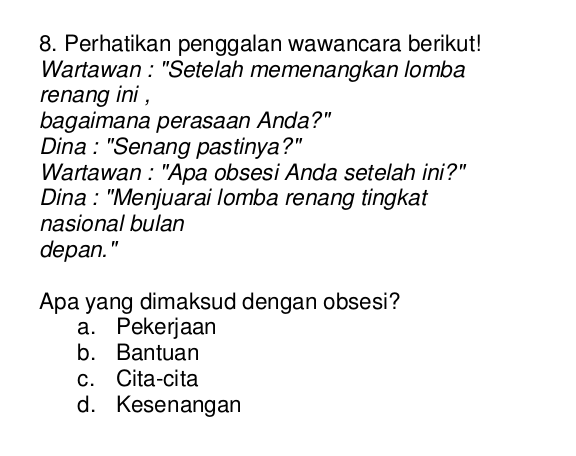 8. Perhatikan penggalan wawancara berikut!
Wartawan : "Setelah memenangkan lomba
renang ini ,
bagaimana perasaan Anda?"
Dina : "Senang pastinya?"
Wartawan : "Apa obsesi Anda setelah ini?"
Dina : "Menjuarai lomba renang tingkat
nasional bulan
depan."
Apa yang dimaksud dengan obsesi?
a. Pekerjaan
b. Bantuan
c. Cita-cita
d. Kesenangan